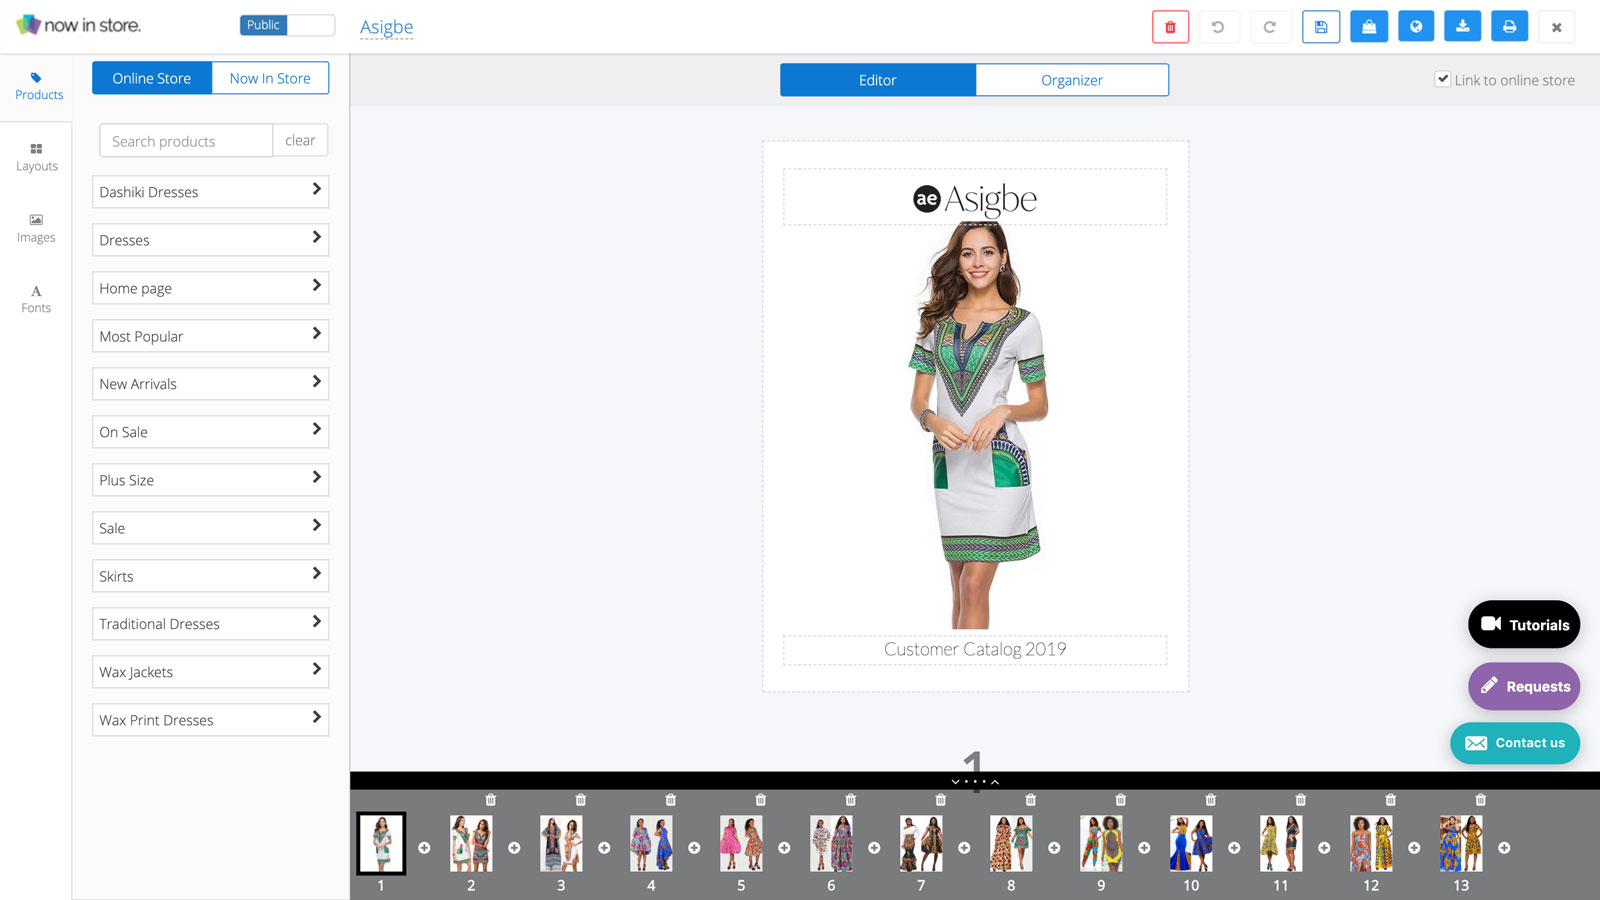 now in store.
Public
Asigbe
Products
Layouts
Images
A
Fonts
Online Store
Now In Store
Search products
clear
Dashiki Dresses
Dresses
Home page
Most Popular
New Arrivals
On Sale
Plus Size
Sale
Skirts
Traditional Dresses
Wax Jackets
Wax Print Dresses
Editor
Organizer
Link to online store
ae Asigbe
Customer Catalog 2019
Tutorials
Requests
Contact us
1
1 2 3 4 5 6 7 8 9 10 11 12 13